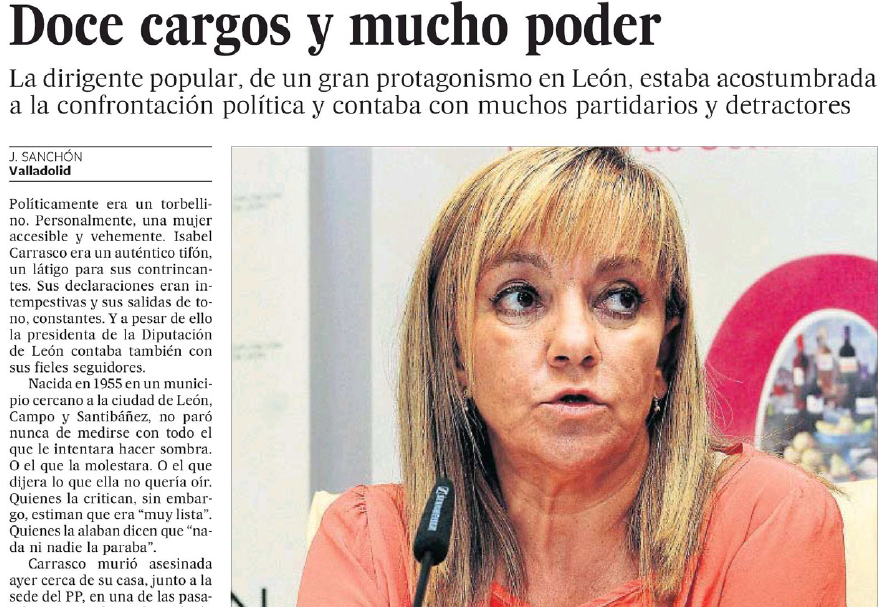 Doce cargos y mucho poder
La dirigente popular, de un gran protagonismo en León, estaba acostumbrada
a la confrontación política y contaba con muchos partidarios y detractores
J. SANCHÓN
Valladolid
Políticamente era un torbelli-
no. Personalmente, una mujer
accesible y vehemente. Isabel
Carrasco era un auténtico tifón,
un látigo para sus contrincan-
tes. Sus declaraciones eran in-
tempestivas y sus salidas de to-
no, constantes. Y a pesar de ello
la presidenta de la Diputación
de León contaba también con
sus fieles seguidores.
Nacida en 1955 en un munici-
pio cercano a la ciudad de León,
Campo y Santibáñez, no paró
nunca de medirse con todo el
que le intentara hacer sombra.
O el que la molestara. O el que
dijera lo que ella no quería oír.
Quienes la critican, sin embar-
go, estiman que era “muy lista”.
Quienes la alaban dicen que “na-
da ni nadie la paraba”.
Carrasco murió asesinada
ayer cerca de su casa, junto a la
sede del PP, en una de las pasa-
SENNHEISER